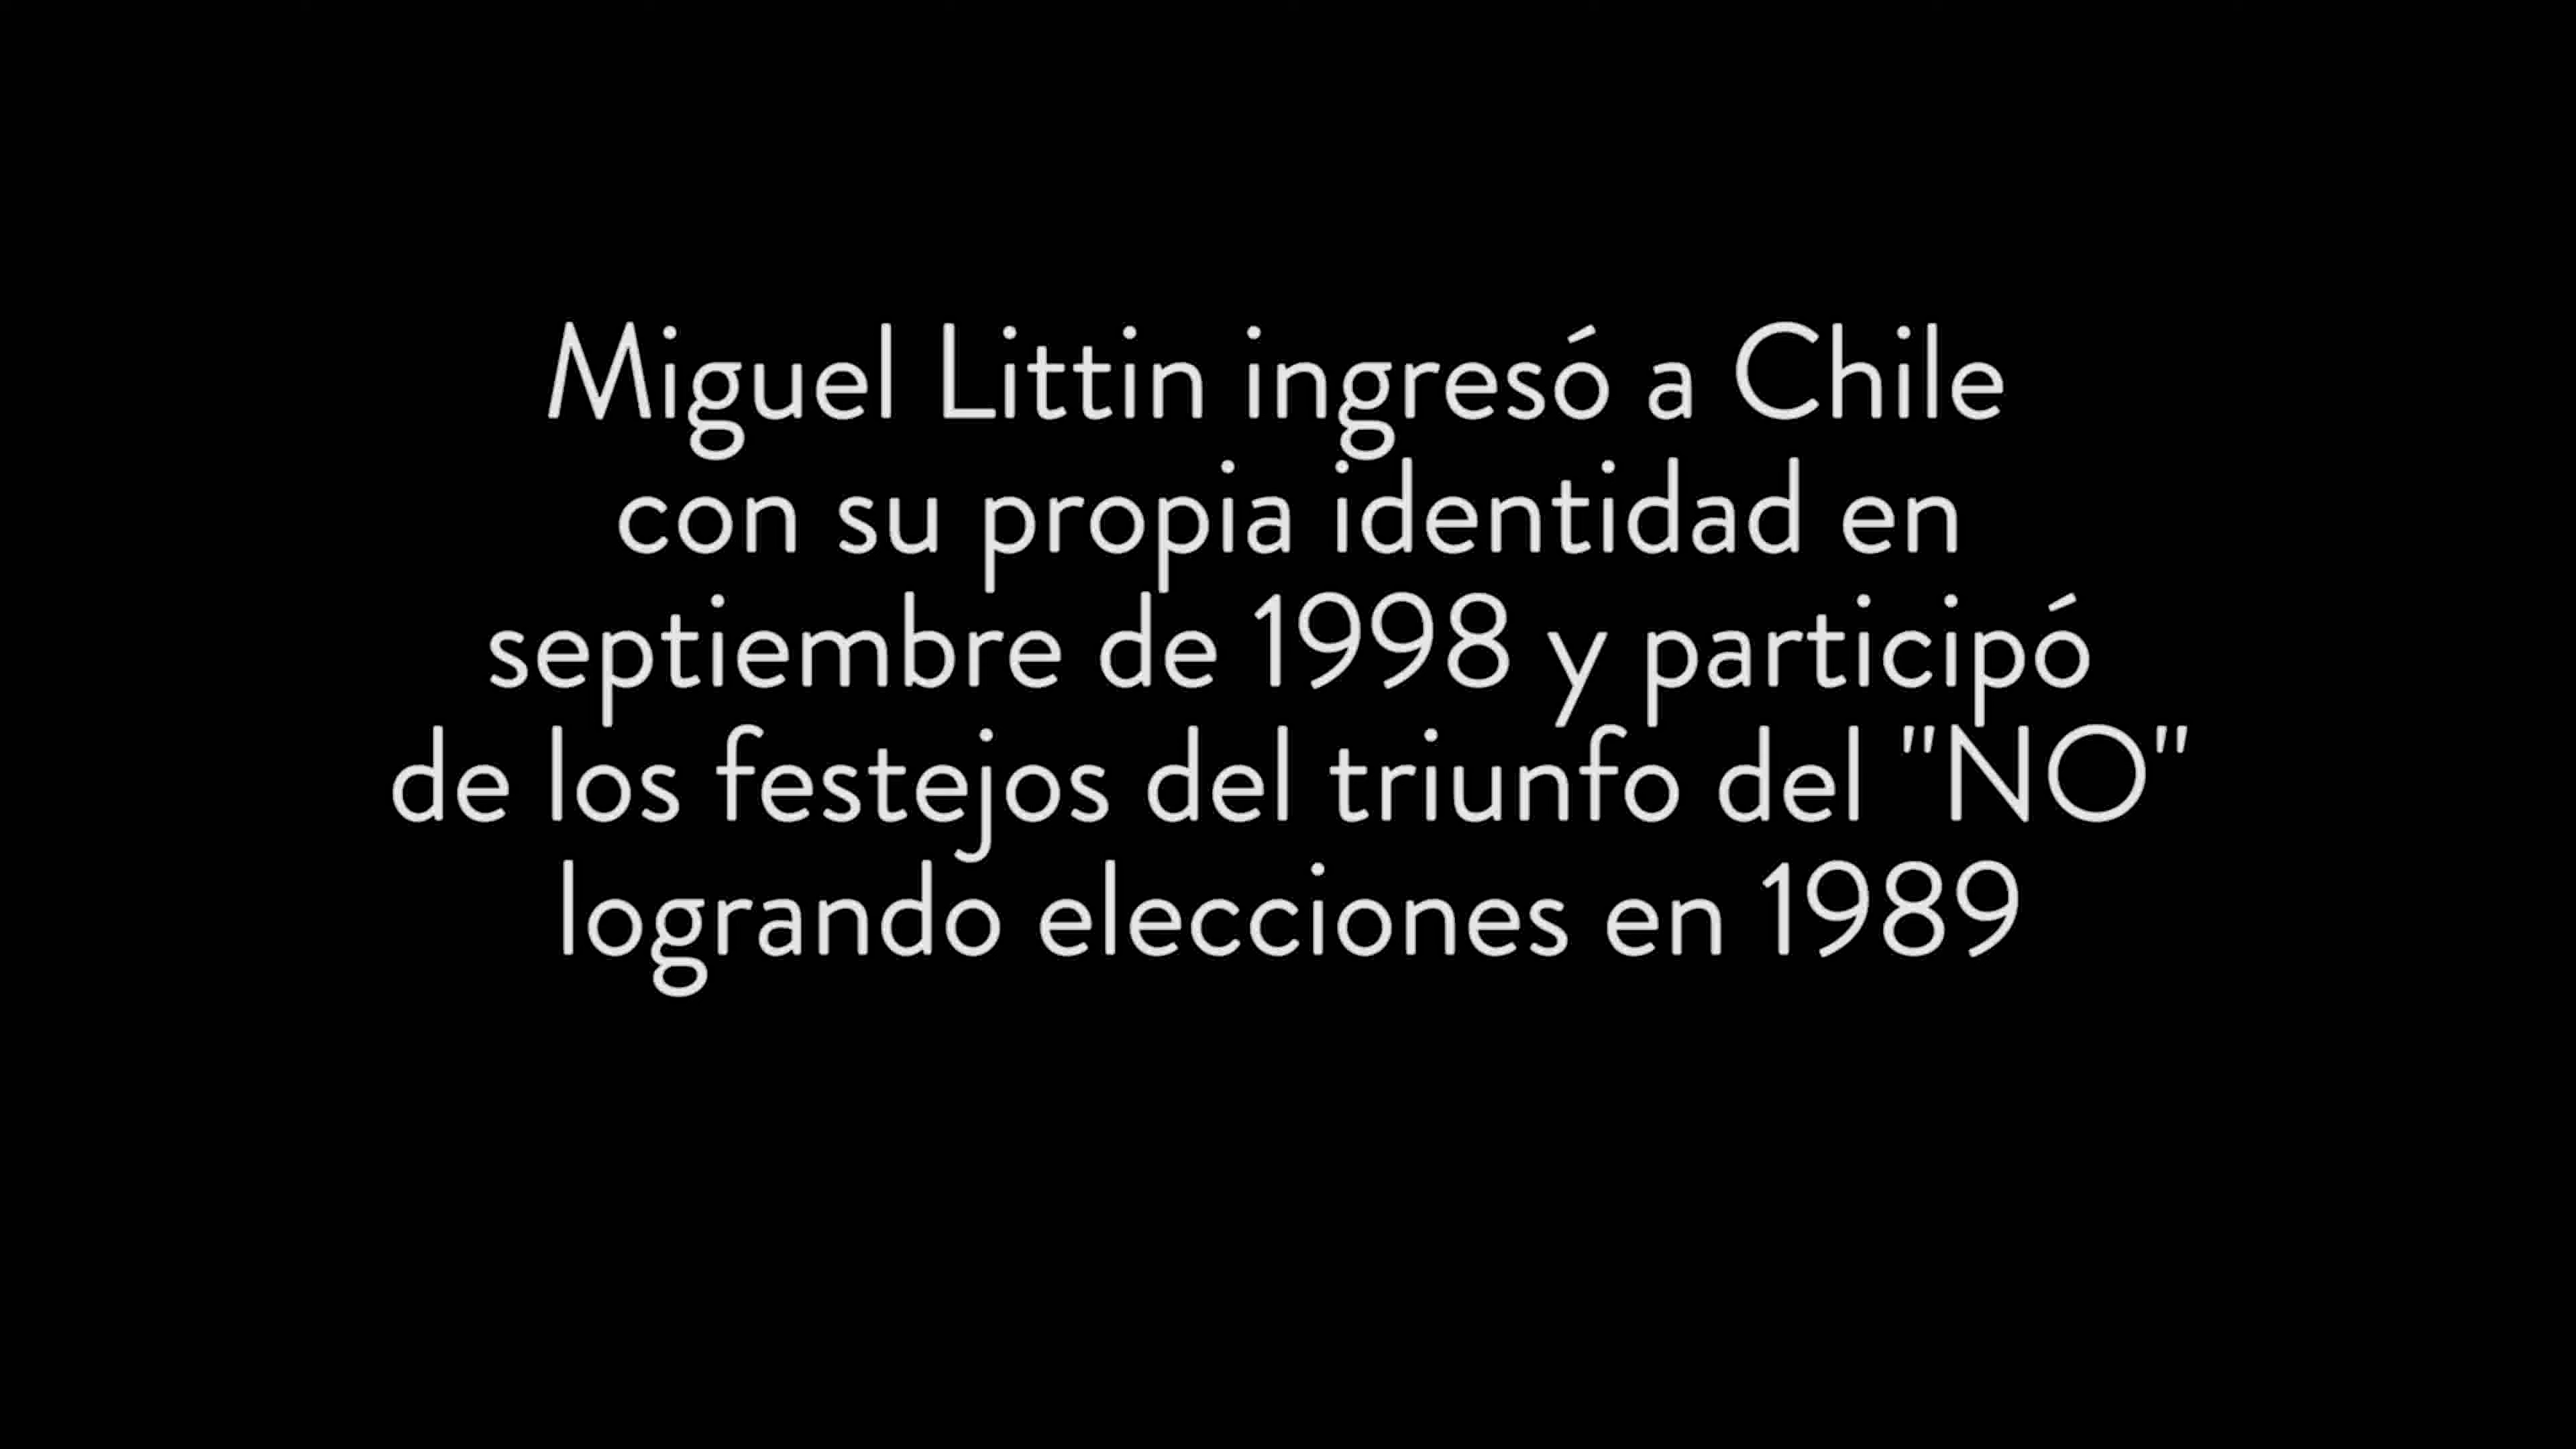 Miguel Littin ingresó a Chile
con su propia identidad en
septiembre de 1998 y participó
de los festejos del triunfo del "NO"
logrando elecciones en 1989